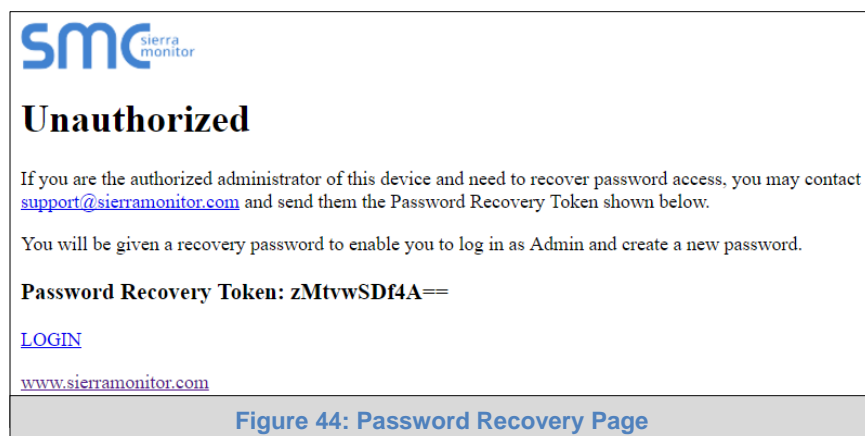 SMC sierra monitor
Unauthorized
If you are the authorized administrator of this device and need to recover password access, you may contact
support@sierramonitor.com and send them the Password Recovery Token shown below.
You will be given a recovery password to enable you to log in as Admin and create a new password.
Password Recovery Token: zMtvwSDf4A==
LOGIN
www.sierramonitor.com
Figure 44: Password Recovery Page